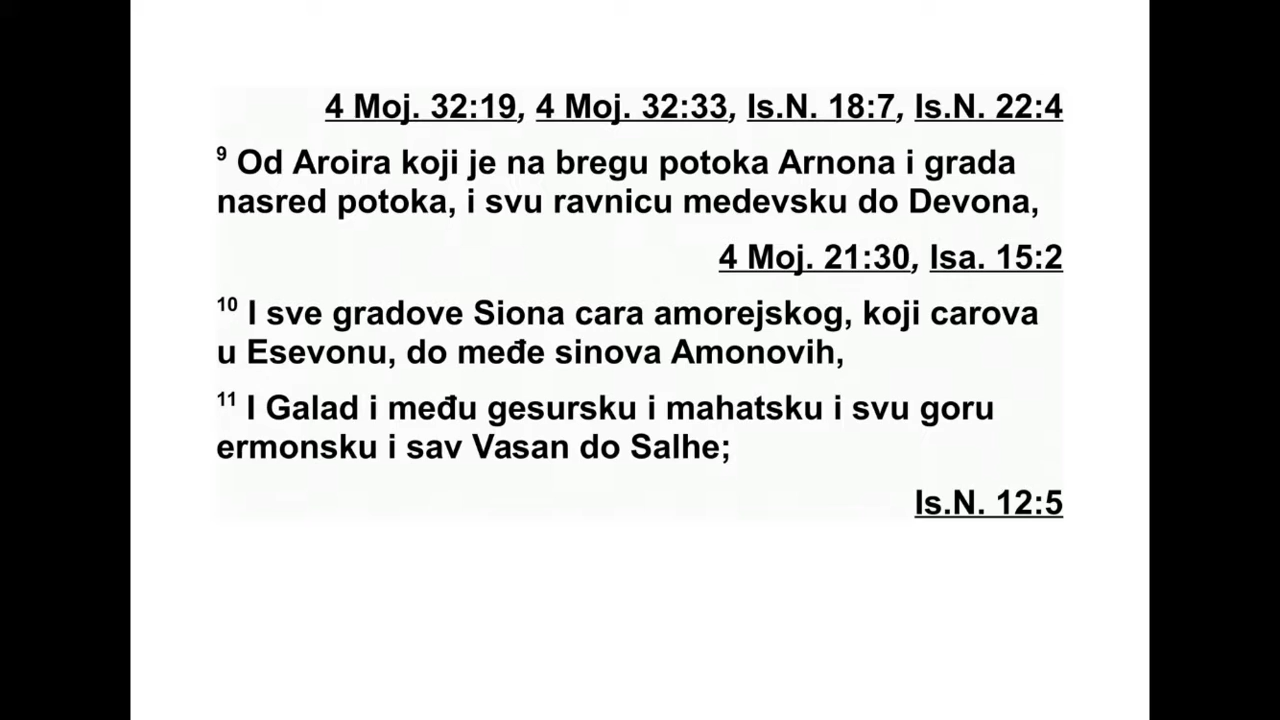 4 Moj. 32:19, 4 Moj. 32:33, Is.N. 18:7, Is.N. 22:4
9 Od Aroira koji je na bregu potoka Arnona i grada
nasred potoka, i svu ravnicu medevsku do Devona,
4 Moj. 21:30, Isa. 15:2
10 I sve gradove Siona cara amorejskog, koji carova
u Esevonu, do međe sinova Amonovih,
11 I Galad i među gesursku i mahatsku i svu goru
ermonsku i sav Vasan do Salhe;
Is.N. 12:5